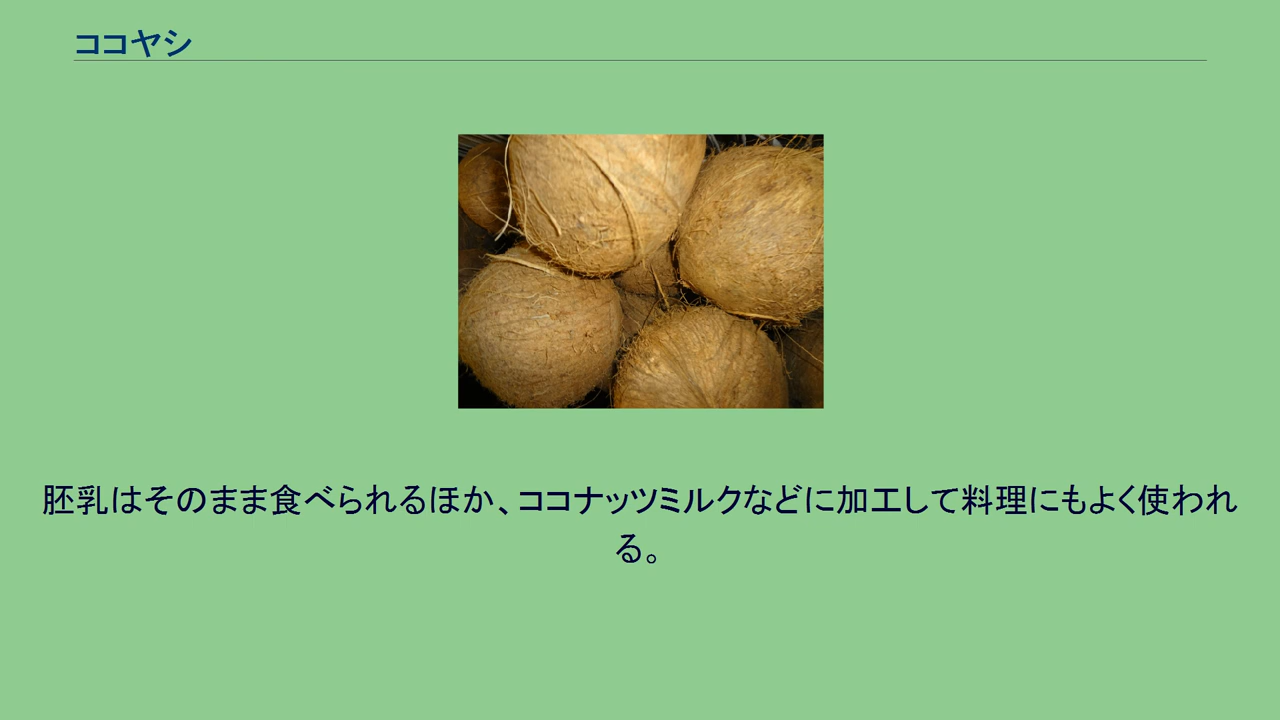 ココヤシ
胚乳はそのまま食べられるほか、ココナッツミルクなどに加工して料理にもよく使われ
る。